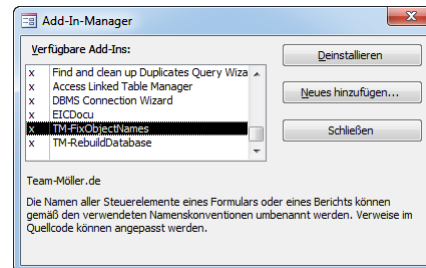 Add-In-Manager
Verfügbare Add-Ins:
x Find and clean up Duplicates Query Wiza
x Access Linked Table Manager
x DBMS Connection Wizard
x EICDocu
x TM-FixObjectNames
x TM-RebuildDatabase
Deinstallieren
Neues hinzufügen...
Schließen
Team-Möller.de
Die Namen aller Steuerelemente eines Formulars oder eines Berichts können
gemäß den verwendeten Namenskonventionen umbenannt werden. Verweise im
Quellcode können angepasst werden.